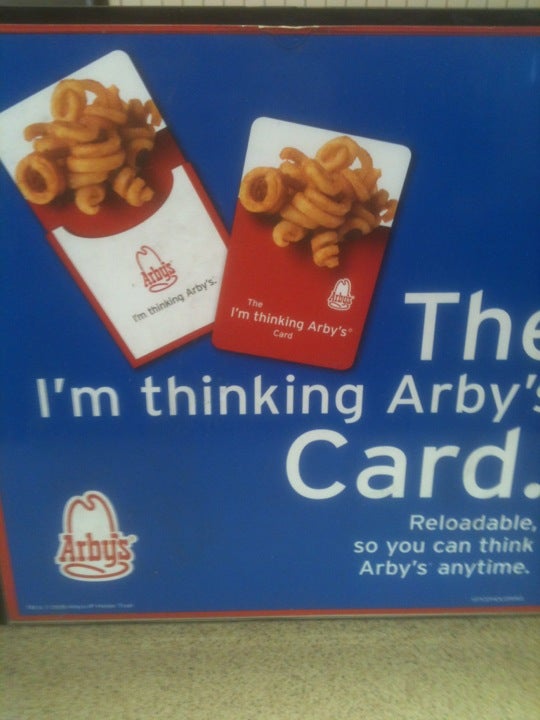 Arby's
I'm thinking Arby's.
Arby's
The
I'm thinking Arby's®
Card
The
I'm thinking Arby's
Card.
Reloadable,
so you can think
Arby's® anytime.
Arby's®